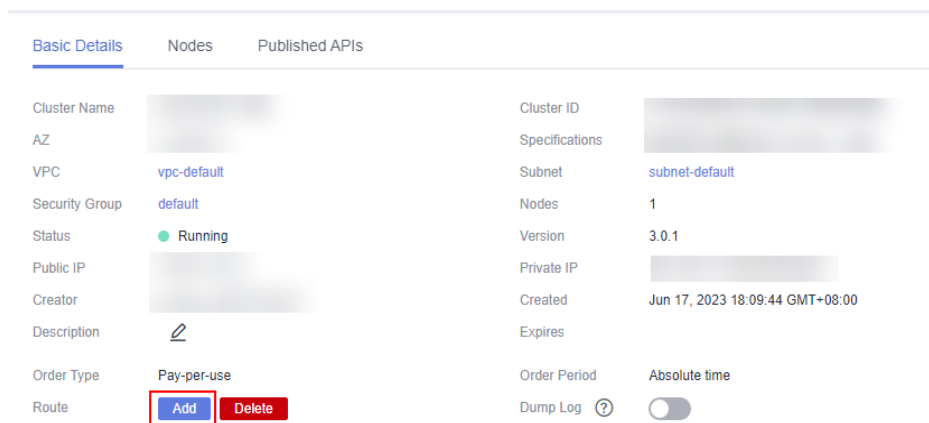 Basic Details Nodes Published APIs
Cluster Name Cluster ID
AZ Specifications
VPC vpc-default Subnet subnet-default
Security Group default Nodes 1
Status Running Version 3.0.1
Public IP Private IP
Creator Created Jun 17, 2023 18:09:44 GMT+08:00
Description Expires
Order Type Pay-per-use Order Period Absolute time
Route Add Delete Dump Log ?